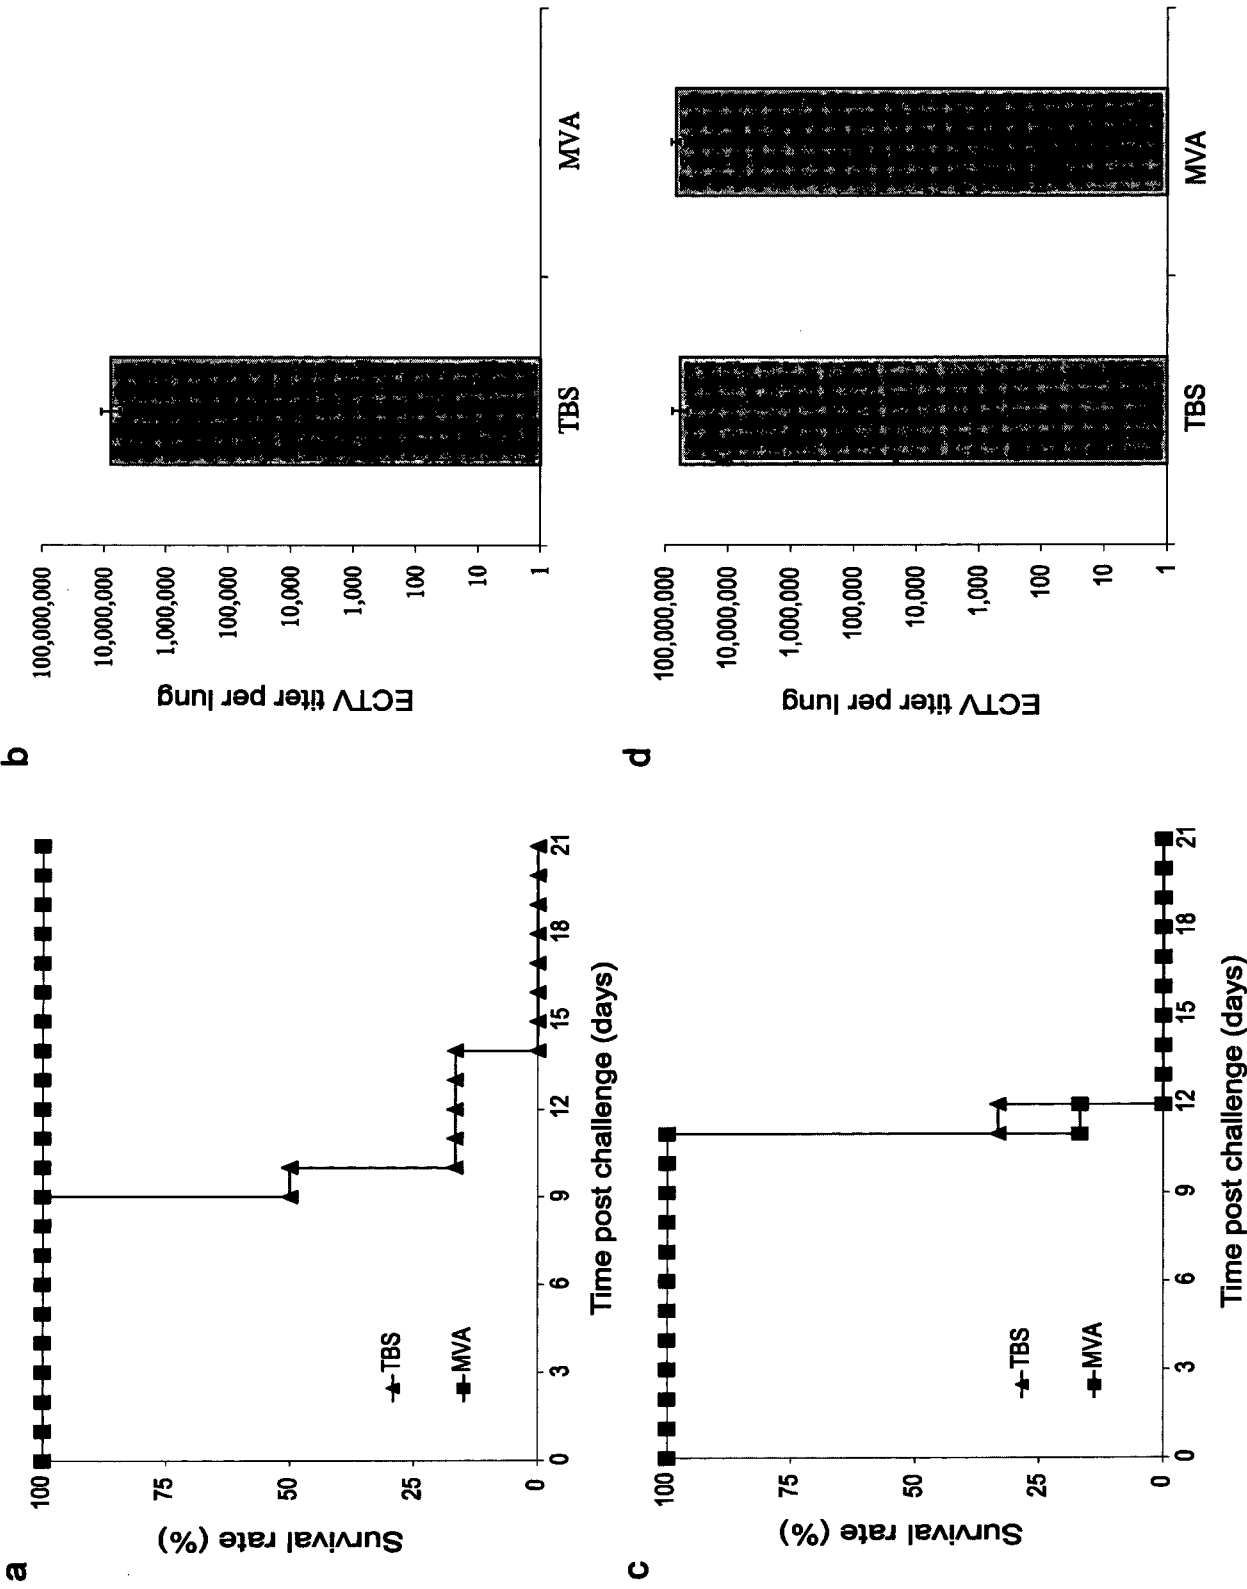 a
Survival rate (%)
100
75
50
25
0
TBS
MVA
0 3 6 9 12 15 18 21
Time post challenge (days)
b
ECTV titer per lung
100,000,000
10,000,000
1,000,000
100,000
10,000
1,000
100
10
1
TBS MVA
c
Survival rate (%)
100
75
50
25
0
TBS
MVA
0 3 6 9 12 15 18 21
Time post challenge (days)
d
ECTV titer per lung
100,000,000
10,000,000
1,000,000
100,000
10,000
1,000
100
10
1
TBS MVA